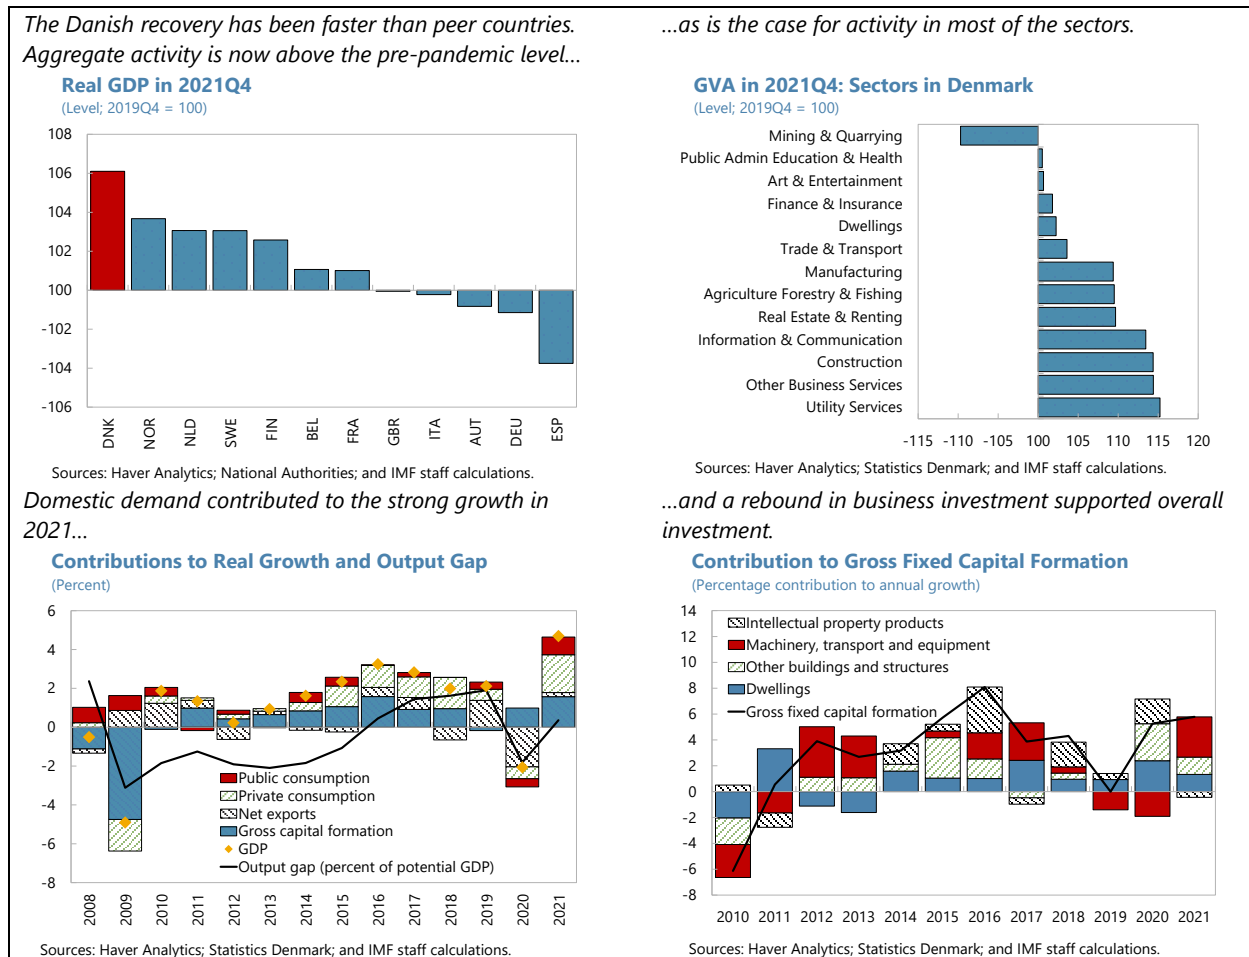 The Danish recovery has been faster than peer countries.
Aggregate activity is now above the pre-pandemic level...
Real GDP in 2021Q4
(Level; 2019Q4 = 100)
108
106
104
102
100
-102
-104
-106
DNK
NOR
NLD
SWE
FIN
BEL
FRA
GBR
ITA
AUT
DEU
ESP
Sources: Haver Analytics; National Authorities; and IMF staff calculations.
...as is the case for activity in most of the sectors.
GVA in 2021Q4: Sectors in Denmark
(Level; 2019Q4 = 100)
Mining & Quarrying
Public Admin Education & Health
Art & Entertainment
Finance & Insurance
Dwellings
Trade & Transport
Manufacturing
Agriculture Forestry & Fishing
Real Estate & Renting
Information & Communication
Construction
Other Business Services
Utility Services
-115 -110 -105 100 105 110 115 120
Sources: Haver Analytics; Statistics Denmark; and IMF staff calculations.
Domestic demand contributed to the strong growth in
2021...
Contributions to Real Growth and Output Gap
(Percent)
6
4
2
0
-2
-4
-6
-8
Public consumption
Private consumption
Net exports
Gross capital formation
GDP
Output gap (percent of potential GDP)
2008
2009
2010
2011
2012
2013
2014
2015
2016
2017
2018
2019
2020
2021
Sources: Haver Analytics; Statistics Denmark; and IMF staff calculations.
...and a rebound in business investment supported overall
investment.
Contribution to Gross Fixed Capital Formation
(Percentage contribution to annual growth)
14
12
10
8
6
4
2
0
-2
-4
-6
-8
Intellectual property products
Machinery, transport and equipment
Other buildings and structures
Dwellings
Gross fixed capital formation
2010 2011 2012 2013 2014 2015 2016 2017 2018 2019 2020 2021
Sources: Haver Analytics; Statistics Denmark; and IMF staff calculations.